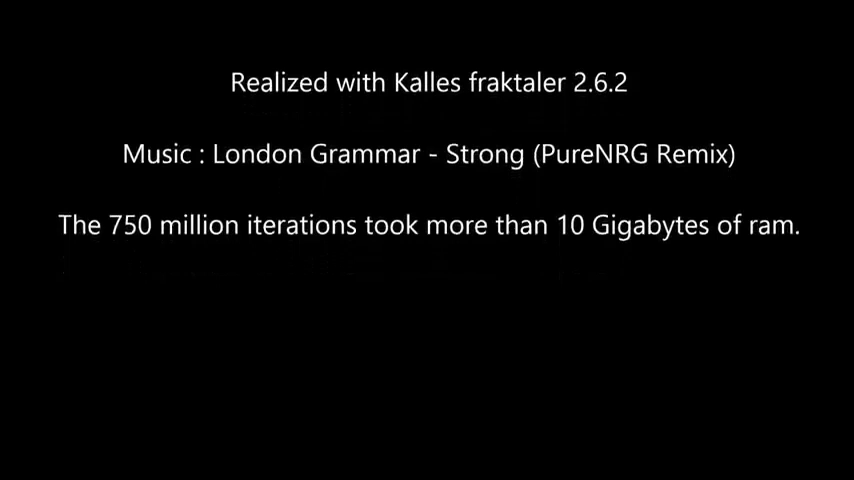 Realized with Kalles fraktaler 2.6.2
Music : London Grammar - Strong (PureNRG Remix)
The 750 million iterations took more than 10 Gigabytes of ram.